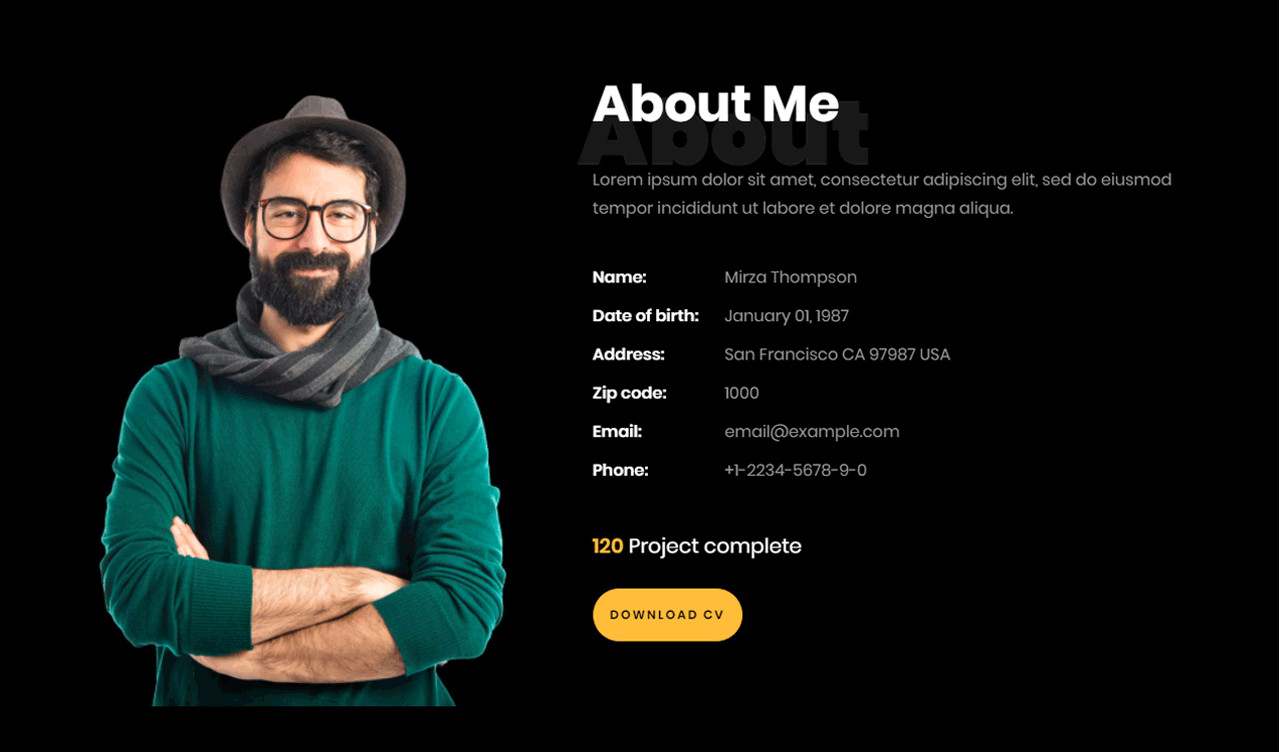 About Me
About
Lorem ipsum dolor sit amet, consectetur adipiscing elit, sed do eiusmod
tempor incididunt ut labore et dolore magna aliqua.
Name: Mirza Thompson
Date of birth: January 01, 1987
Address: San Francisco CA 97987 USA
Zip code: 1000
Email: email@example.com
Phone: +1-2234-5678-9-0
120 Project complete
DOWNLOAD CV